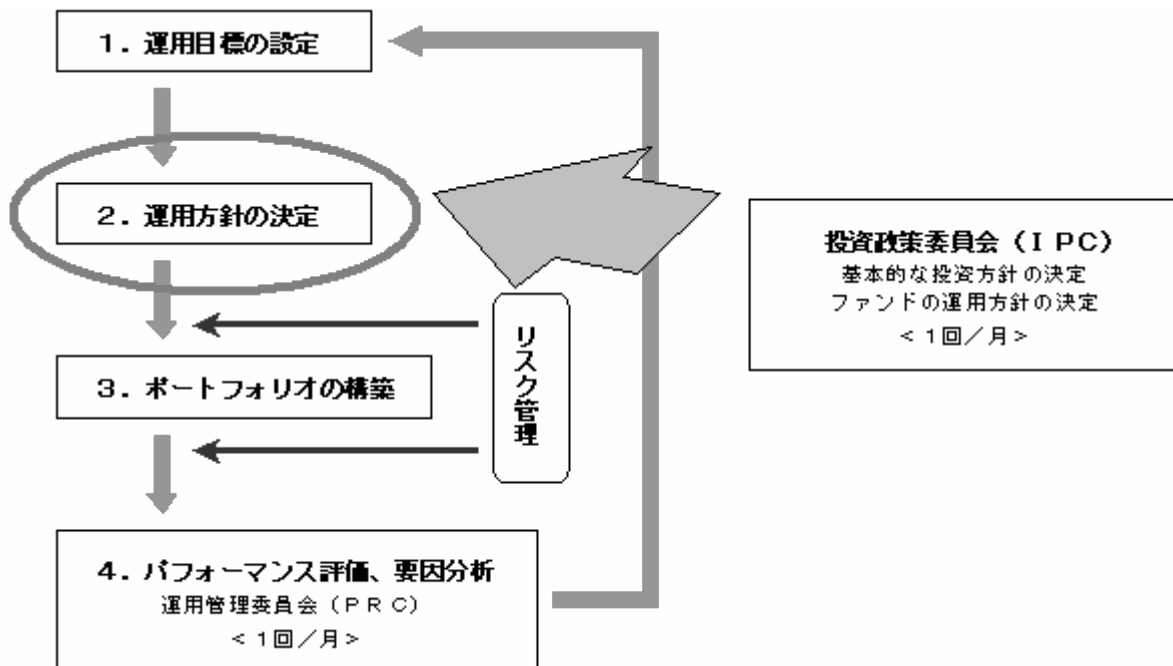 １．運用目標の設定
２．運用方針の決定
投資政策委員会（ＩＰＣ）
基本的な投資方針の決定
ファンドの運用方針の決定
＜１回／月＞
リスク管理
３．ポートフォリオの構築
４．パフォーマンス評価、要因分析
運用管理委員会（ＰＲＣ）
＜１回／月＞